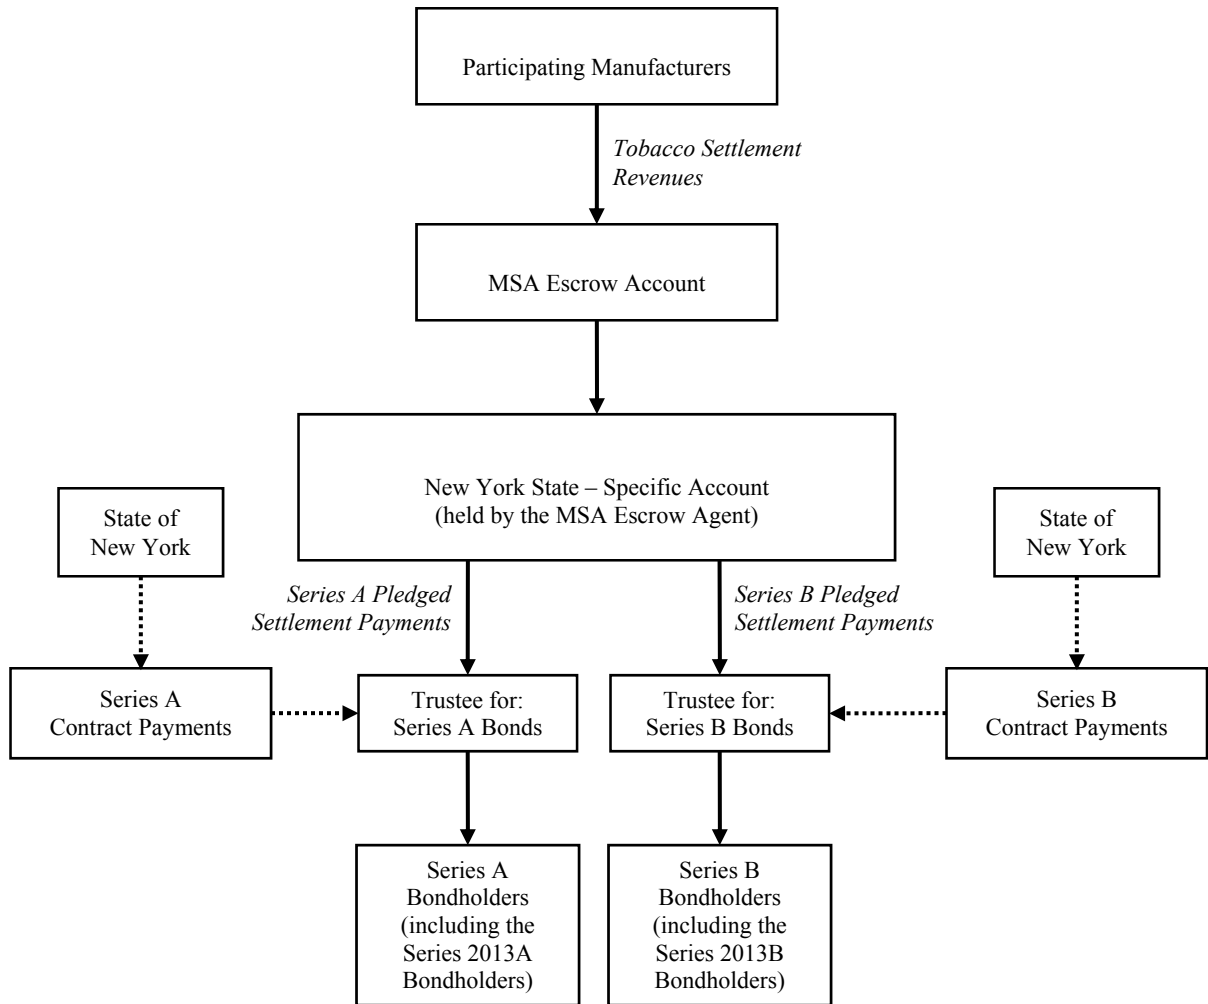 Participating Manufacturers
Tobacco Settlement
Revenues
MSA Escrow Account
New York State – Specific Account
(held by the MSA Escrow Agent)
State of
New York
State of
New York
Series A Pledged
Settlement Payments
Series B Pledged
Settlement Payments
Series A
Contract Payments
Trustee for:
Series A Bonds
Trustee for:
Series B Bonds
Series B
Contract Payments
Series A
Bondholders
(including the
Series 2013A
Bondholders)
Series B
Bondholders
(including the
Series 2013B
Bondholders)